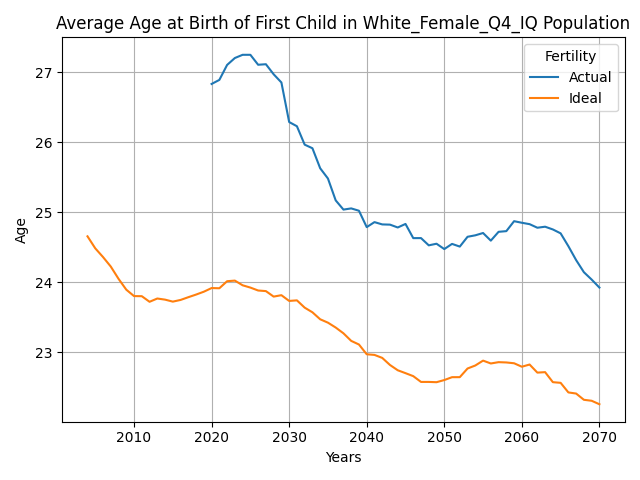 Average Age at Birth of First Child in White_Female_Q4_IQ Population
Fertility
Actual
Ideal
Age
27
26
25
24
23
2010 2020 2030 2040 2050 2060 2070
Years